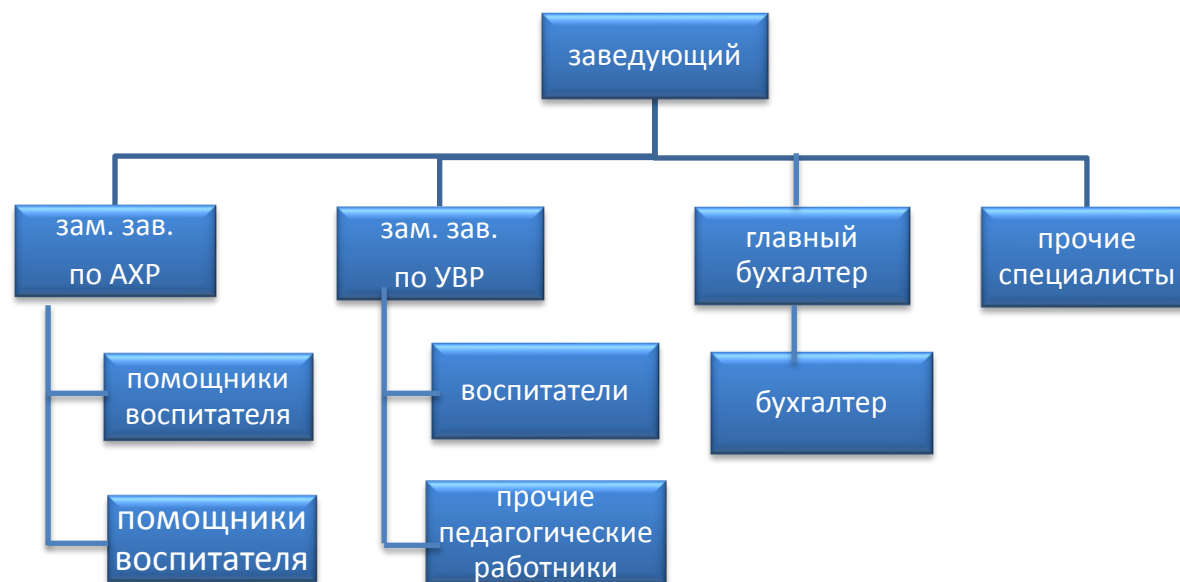 заведующий
зам. зав.
по АХР
зам. зав.
по УВР
главный
бухгалтер
прочие
специалисты
помощники
воспитателя
воспитатели
бухгалтер
помощники
воспитателя
прочие
педагогические
работники